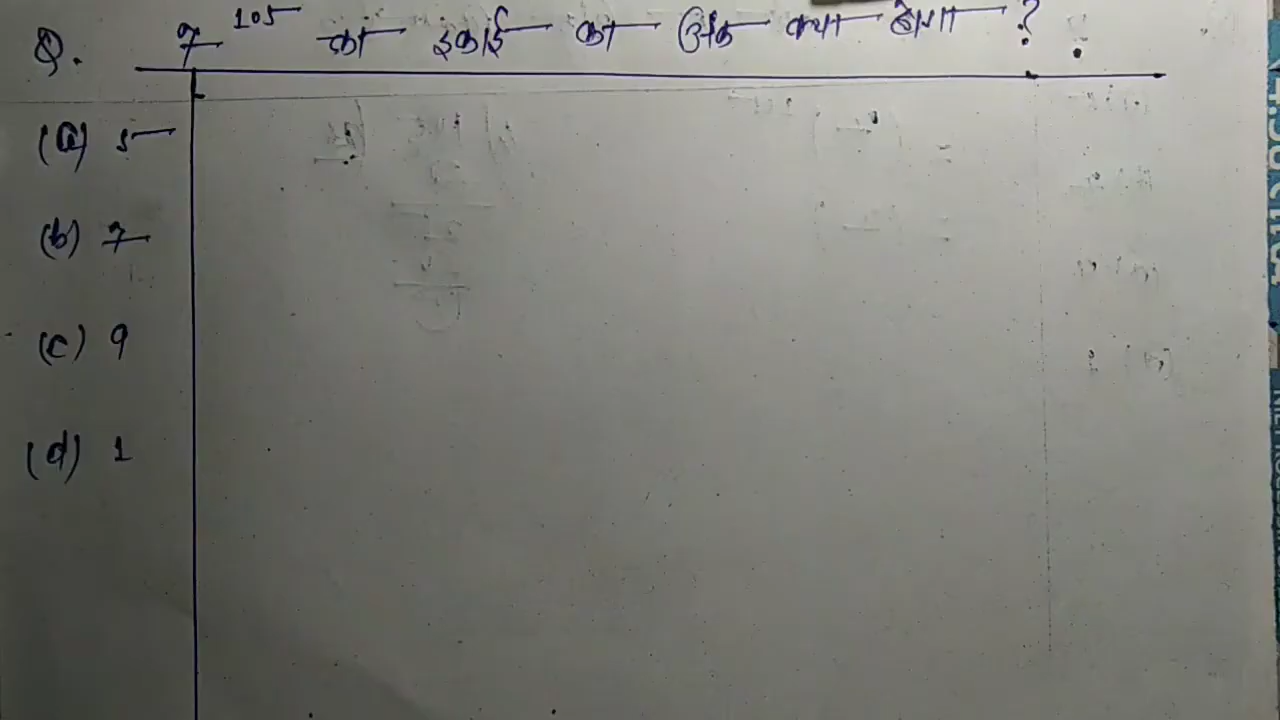 Q. 7^105 का इकाई का अंक क्या होगा ?
(a) 5
(b) 7
(c) 9
(d) 1